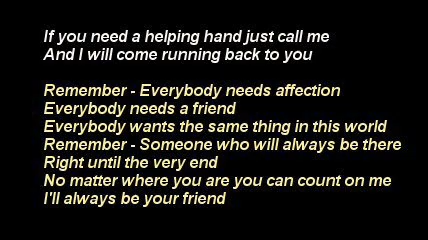 If you need a helping hand just call me
And I will come running back to you
Remember - Everybody needs affection
Everybody needs a friend
Everybody wants the same thing in this world
Remember - Someone who will always be there
Right until the very end
No matter where you are you can count on me
I'll always be your friend